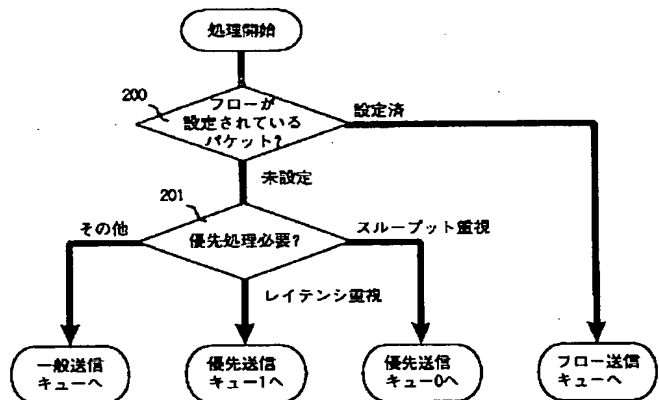 処理開始
200
フローが
設定されている
パケット?
設定済
未設定
201
その他
優先処理必要?
スループット重視
レイテンシ重視
一般送信
キューへ
優先送信
キュー1へ
優先送信
キュー0へ
フロー送信
キューへ